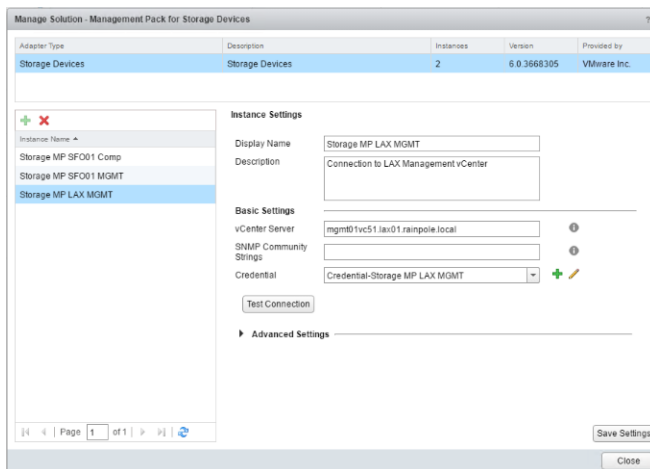 Manage Solution - Management Pack for Storage Devices
?
Adapter Type Description Instances Version Provided by
Storage Devices Storage Devices 2 6.0.3668305 VMware Inc.
Instance Name
Storage MP SFO01 Comp
Storage MP SFO01 MGMT
Storage MP LAX MGMT
Page 1 of 1
Instance Settings
Display Name Storage MP LAX MGMT
Description Connection to LAX Management vCenter
Basic Settings
vCenter Server mgmt01vc51.lax01.rainpole.local
SNMP Community
Strings
Credential Credential-Storage MP LAX MGMT
Test Connection
Advanced Settings
Save Settings
Close